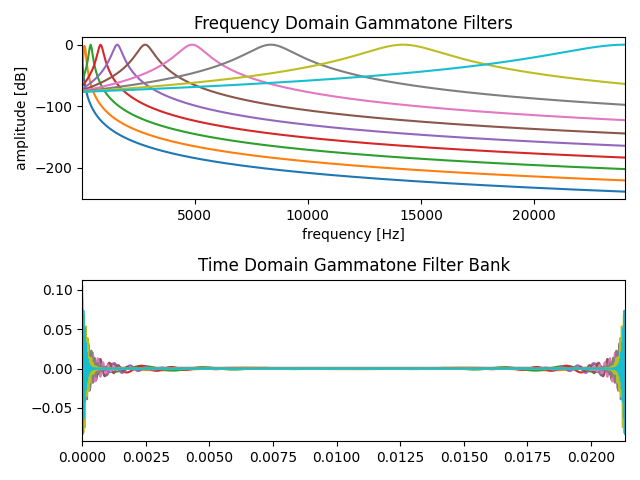 Frequency Domain Gammatone Filters
amplitude [dB]
0
−100
−200
5000 10000 15000 20000
frequency [Hz]
Time Domain Gammatone Filter Bank
0.10
0.05
0.00
−0.05
0.0000 0.0025 0.0050 0.0075 0.0100 0.0125 0.0150 0.0175 0.0200